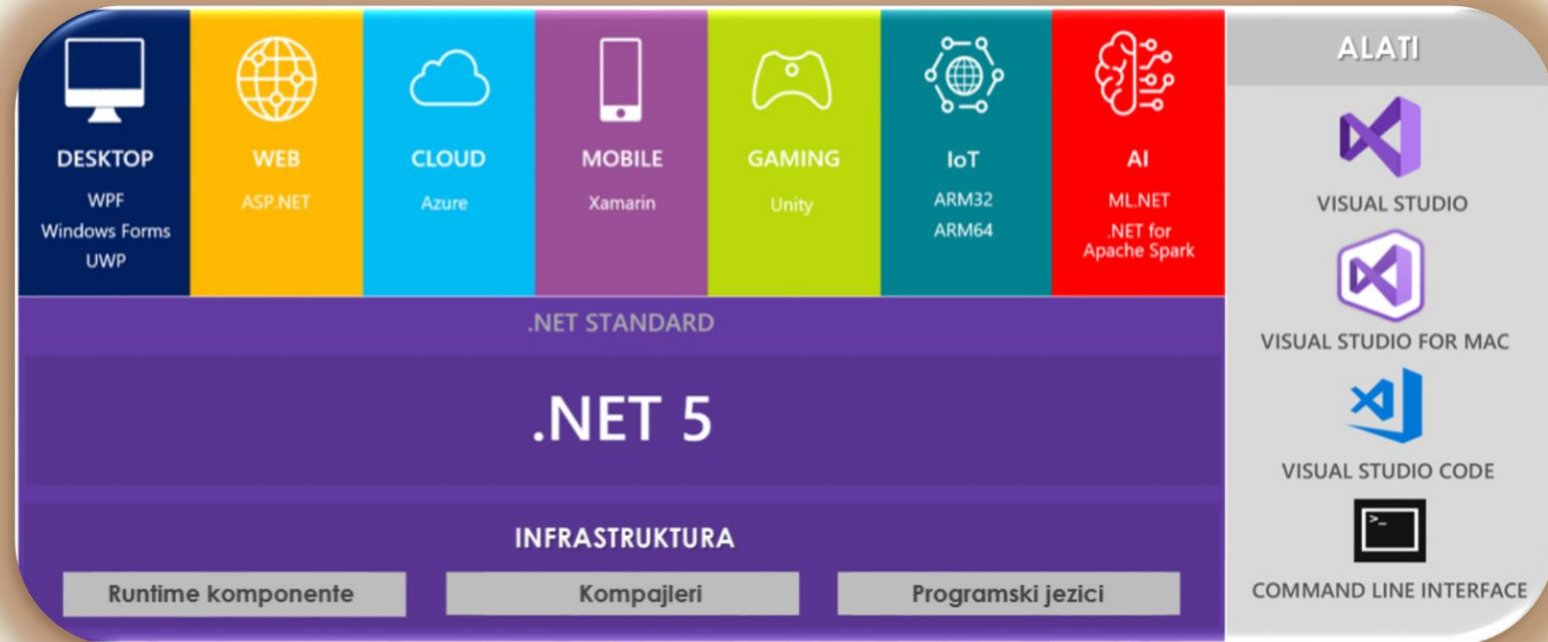 DESKTOP
WPF
Windows Forms
UWP
WEB
ASP.NET
CLOUD
Azure
MOBILE
Xamarin
GAMING
Unity
IoT
ARM32
ARM64
AI
ML.NET
.NET for
Apache Spark
.NET STANDARD
.NET 5
INFRASTRUKTURA
Runtime komponente
Kompajleri
Programski jezici
ALATI
VISUAL STUDIO
VISUAL STUDIO FOR MAC
VISUAL STUDIO CODE
>_
COMMAND LINE INTERFACE